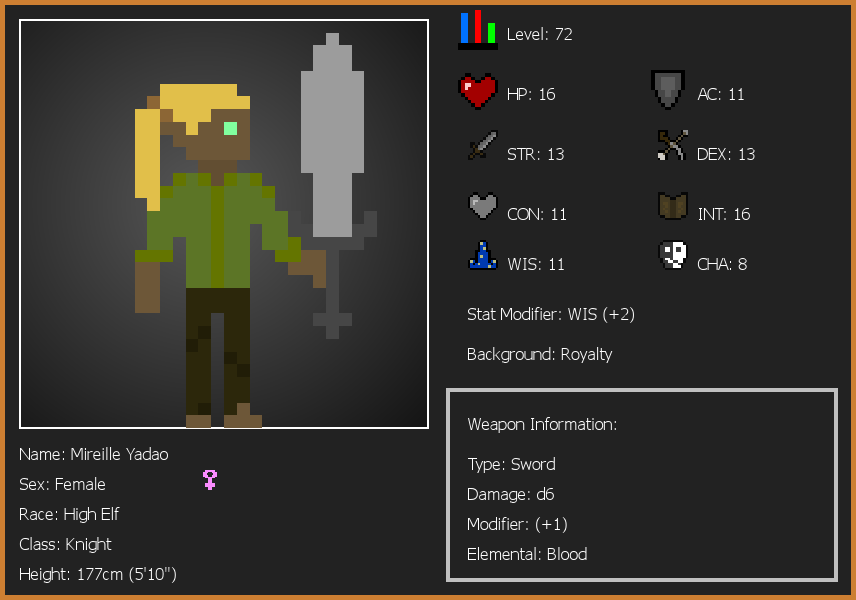 Level: 72
HP: 16
AC: 11
STR: 13
DEX: 13
CON: 11
INT: 16
WIS: 11
CHA: 8
Stat Modifier: WIS (+2)
Background: Royalty
Weapon Information:
Type: Sword
Damage: d6
Modifier: (+1)
Elemental: Blood
Name: Mireille Yadao
Sex: Female
Race: High Elf
Class: Knight
Height: 177cm (5'10")